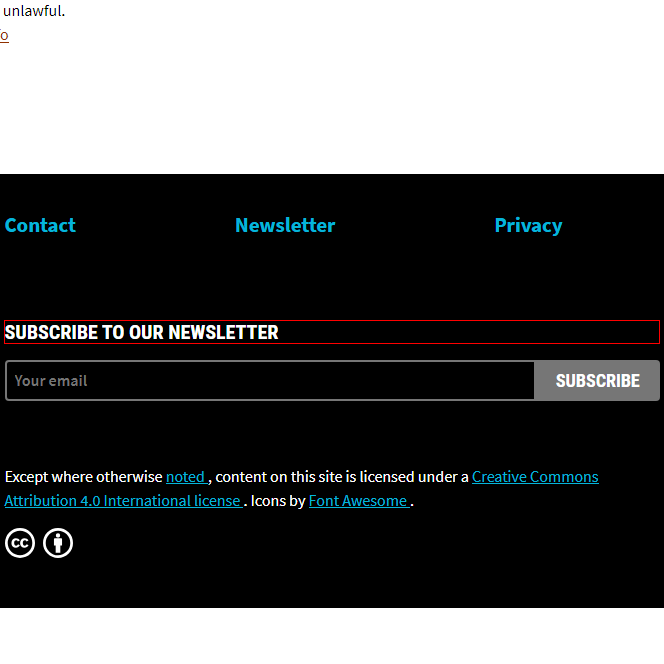 unlawful.
Contact Newsletter Privacy
SUBSCRIBE TO OUR NEWSLETTER
Your email SUBSCRIBE
Except where otherwise noted , content on this site is licensed under a Creative Commons
Attribution 4.0 International license . Icons by Font Awesome .
cc